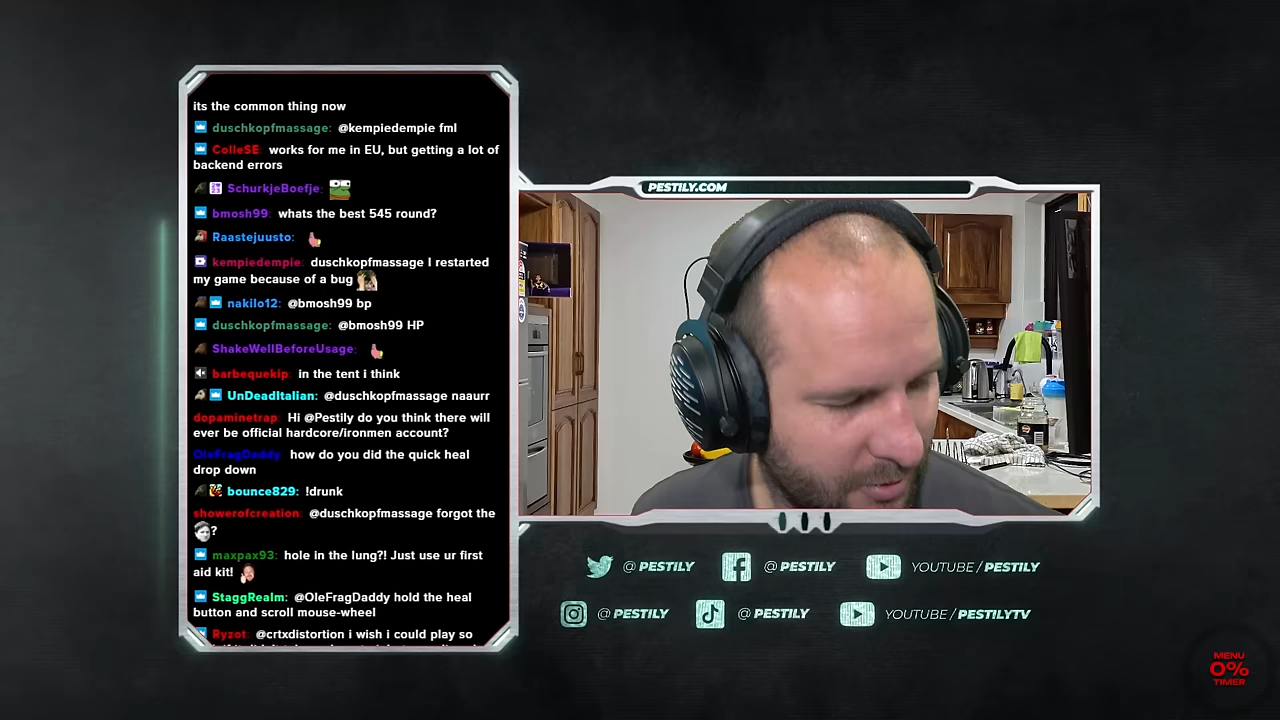 its the common thing now
duschkopfmassage: @kempiedempie fml
ColleSE: works for me in EU, but getting a lot of
backend errors
SchurkjeBoefje:
bmosh99: whats the best 545 round?
Raastejuusto:
kempiedempie: duschkopfmassage I restarted
my game because of a bug
nakilo12: @bmosh99 bp
duschkopfmassage: @bmosh99 HP
ShakeWellBeforeUsage:
barbequekip: in the tent i think
UnDeadItalian: @duschkopfmassage naaurr
dopaminetrap: Hi @Pestily do you think there will
ever be official hardcore/ironmen account?
OleFragDaddy: how do you did the quick heal
drop down
bounce829: !drunk
showerofcreation: @duschkopfmassage forgot the
?
maxpax93: hole in the lung?! Just use ur first
aid kit!
StaggRealm: @OleFragDaddy hold the heal
button and scroll mouse-wheel
Ryzot: @crtxdistortion i wish i could play so
PESTILY.COM
@PESTILY @PESTILY YOUTUBE/PESTILY
@PESTILY @PESTILY YOUTUBE/PESTILYTV
MENU
0%
TIMER